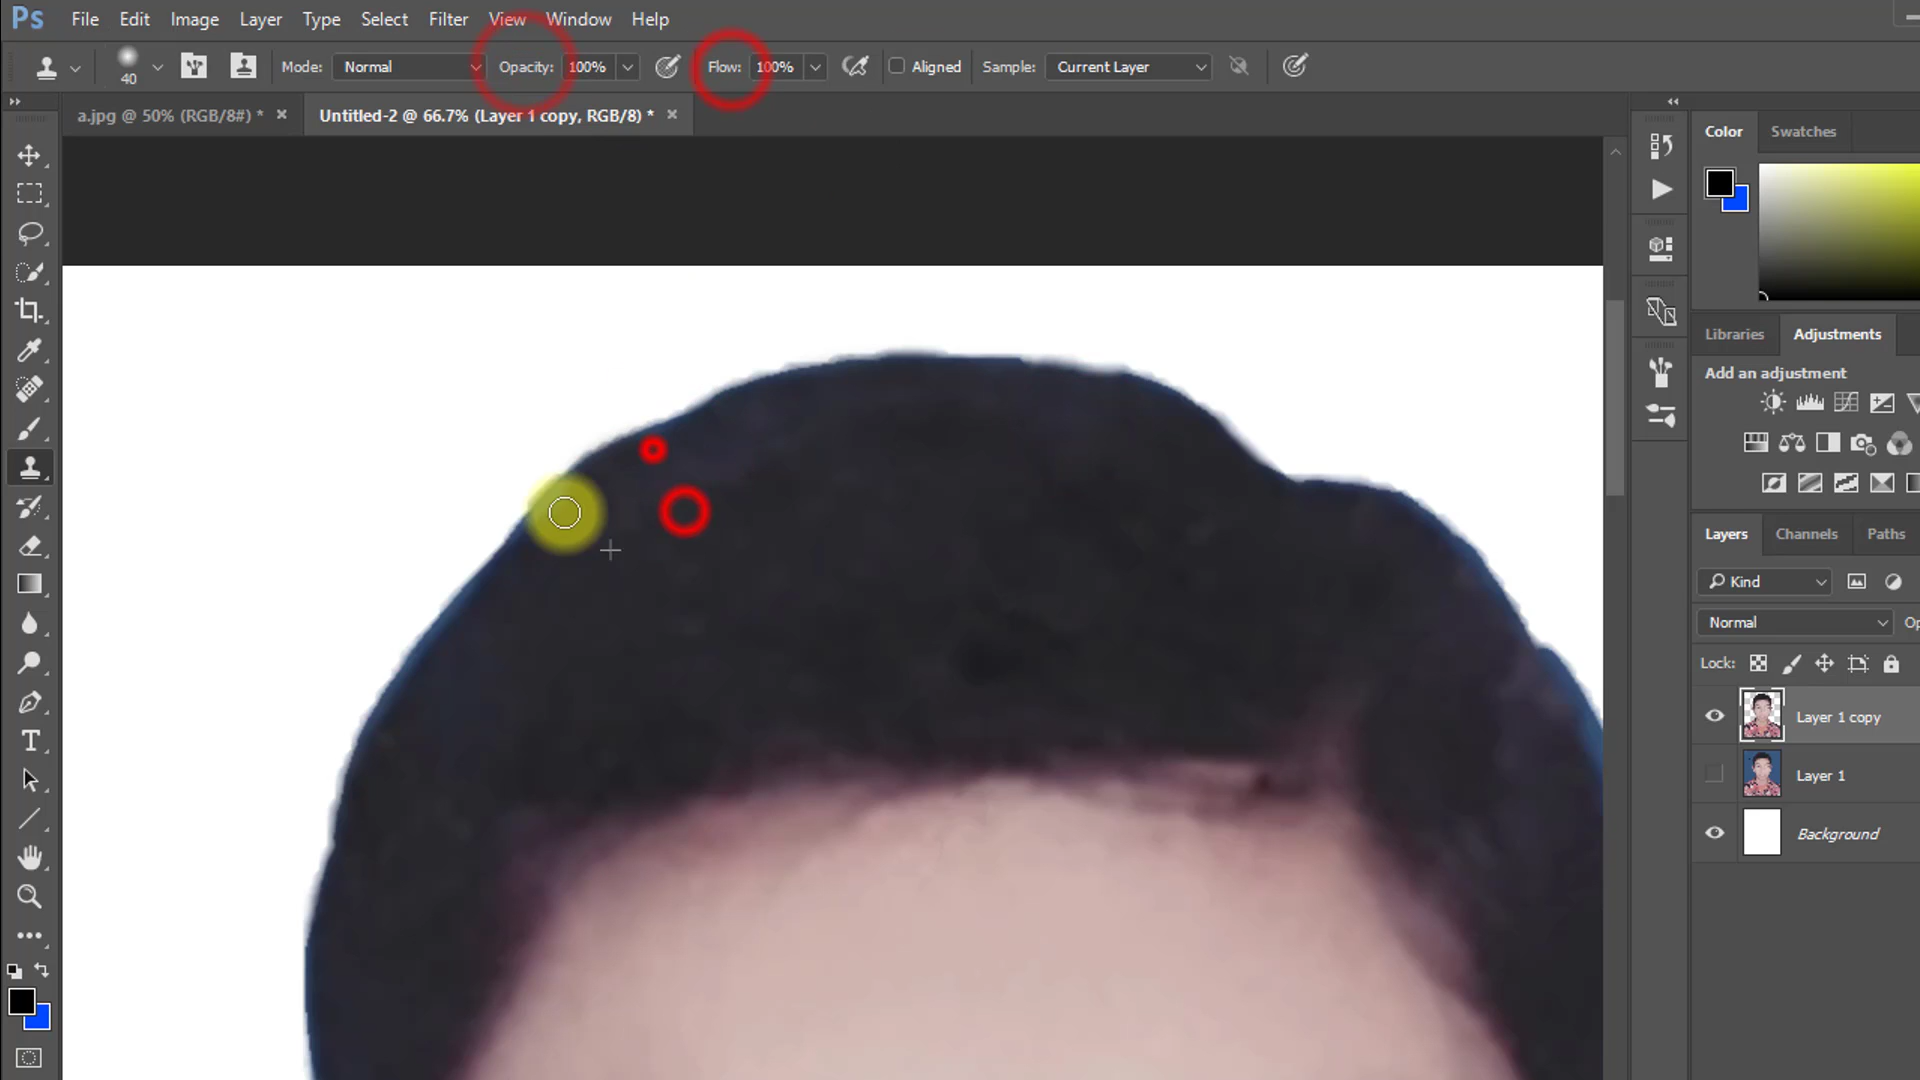 Ps File Edit Image Layer Type Select Filter View Window Help
40 Mode: Normal Opacity: 100% Flow: 100% Aligned Sample: Current Layer
a.jpg @ 50% (RGB/8#) * Untitled-2 @ 66.7% (Layer 1 copy, RGB/8) *
Color Swatches
Libraries Adjustments
Add an adjustment
Layers Channels Paths
Kind
Normal Op
Lock:
Layer 1 copy
Layer 1
Background